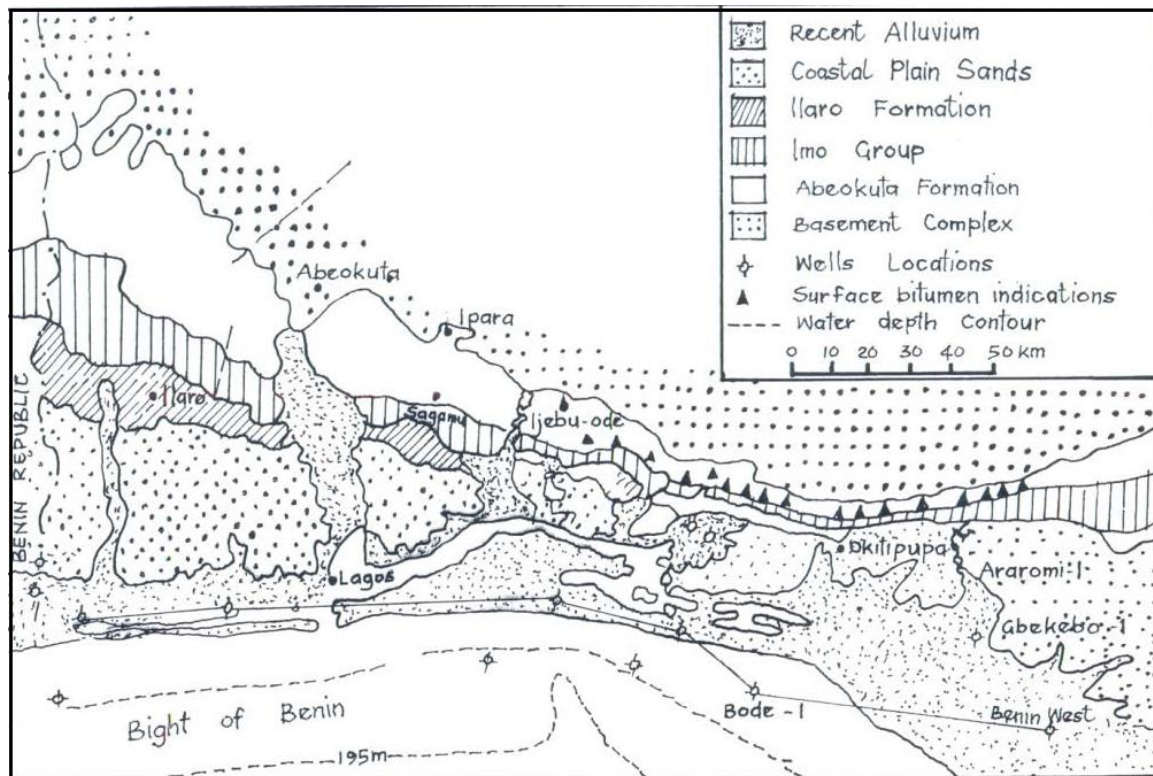 Recent Alluvium
Coastal Plain Sands
Ilaro Formation
Imo Group
Abeokuta Formation
Basement Complex
Wells Locations
Surface bitumen indications
Water depth Contour
0 10 20 30 40 50 km
Abeokuta
Ipara
Ilaro
Saganu
Ijebu-ode
BENIN REPUBLIC
Okitipupa
Lagos
Araromi-1
Gbekebo-1
Bode-1
Benin West
Bight of Benin
195m